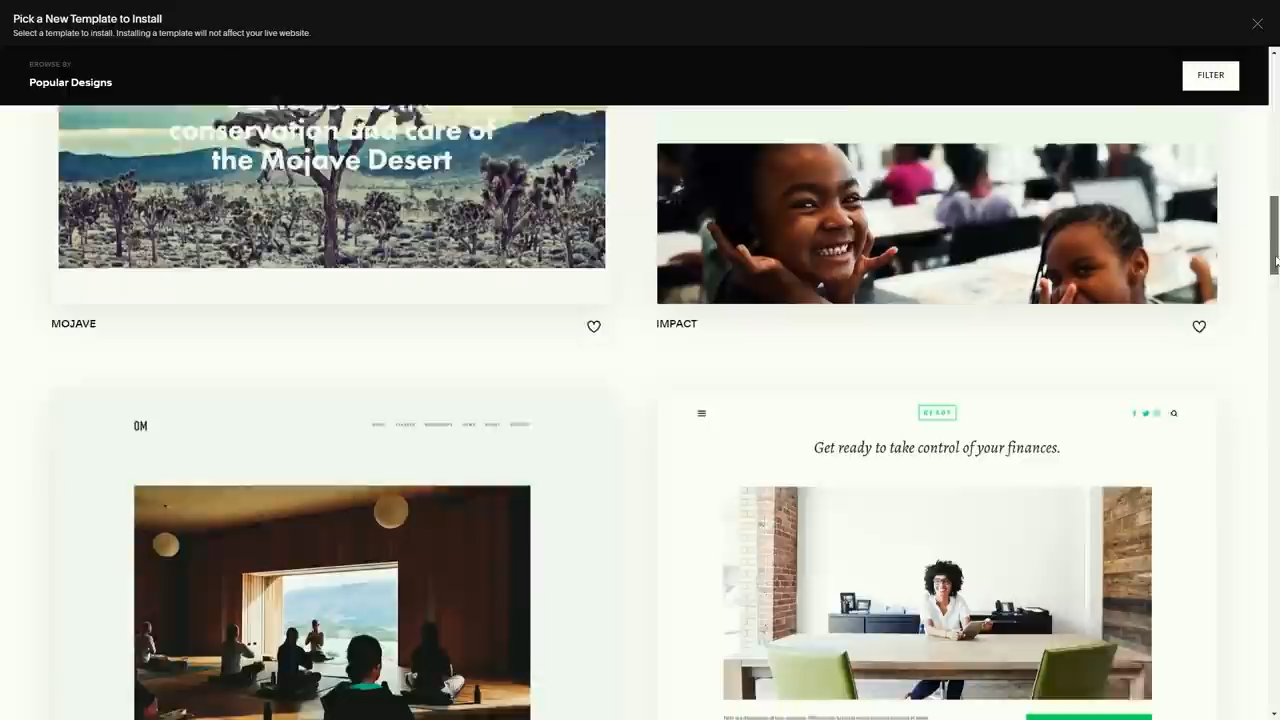 Pick a New Template to Install
Select a template to install. Installing a template will not affect your live website.
BROWSE BY
Popular Designs
FILTER
conservation and care of
the Mojave Desert
MOJAVE
IMPACT
OM
READY
Get ready to take control of your finances.